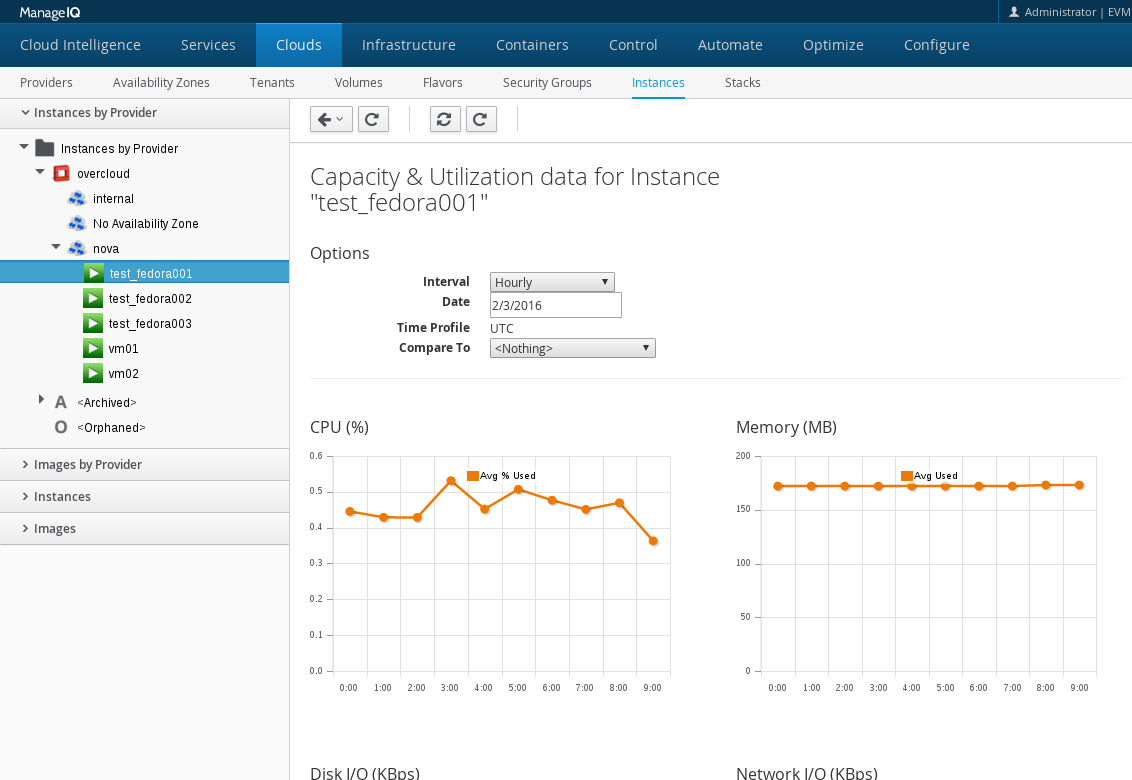 ManageIQ
Administrator | EVM
Cloud Intelligence Services Clouds Infrastructure Containers Control Automate Optimize Configure
Providers Availability Zones Tenants Volumes Flavors Security Groups Instances Stacks
Instances by Provider
Instances by Provider
overcloud
internal
No Availability Zone
nova
test_fedora001
test_fedora002
test_fedora003
vm01
vm02
A <Archived>
O <Orphaned>
Images by Provider
Instances
Images
Capacity & Utilization data for Instance
"test_fedora001"
Options
Interval Hourly
Date 2/3/2016
Time Profile UTC
Compare To <Nothing>
CPU (%)
Avg % Used
0.6
0.5
0.4
0.3
0.2
0.1
0.0
0:00 1:00 2:00 3:00 4:00 5:00 6:00 7:00 8:00 9:00
Memory (MB)
Avg Used
200
150
100
50
0
0:00 1:00 2:00 3:00 4:00 5:00 6:00 7:00 8:00 9:00
Disk I/O (KBps)
Network I/O (KBps)